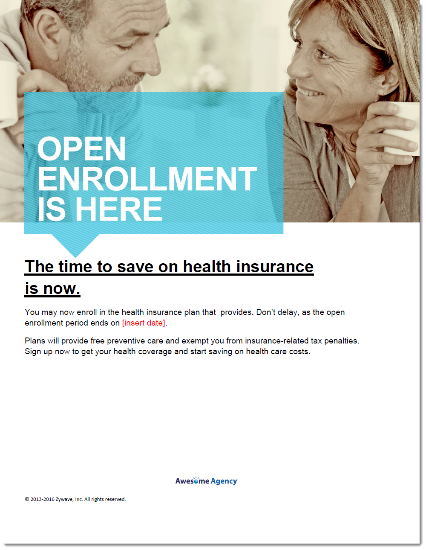 OPEN
ENROLLMENT
IS HERE
The time to save on health insurance
is now.
You may now enroll in the health insurance plan that  provides. Don't delay, as the open
enrollment period ends on [insert date].
Plans will provide free preventive care and exempt you from insurance-related tax penalties.
Sign up now to get your health coverage and start saving on health care costs.
Awesome Agency
© 2013-2016 Zywave, Inc. All rights reserved.